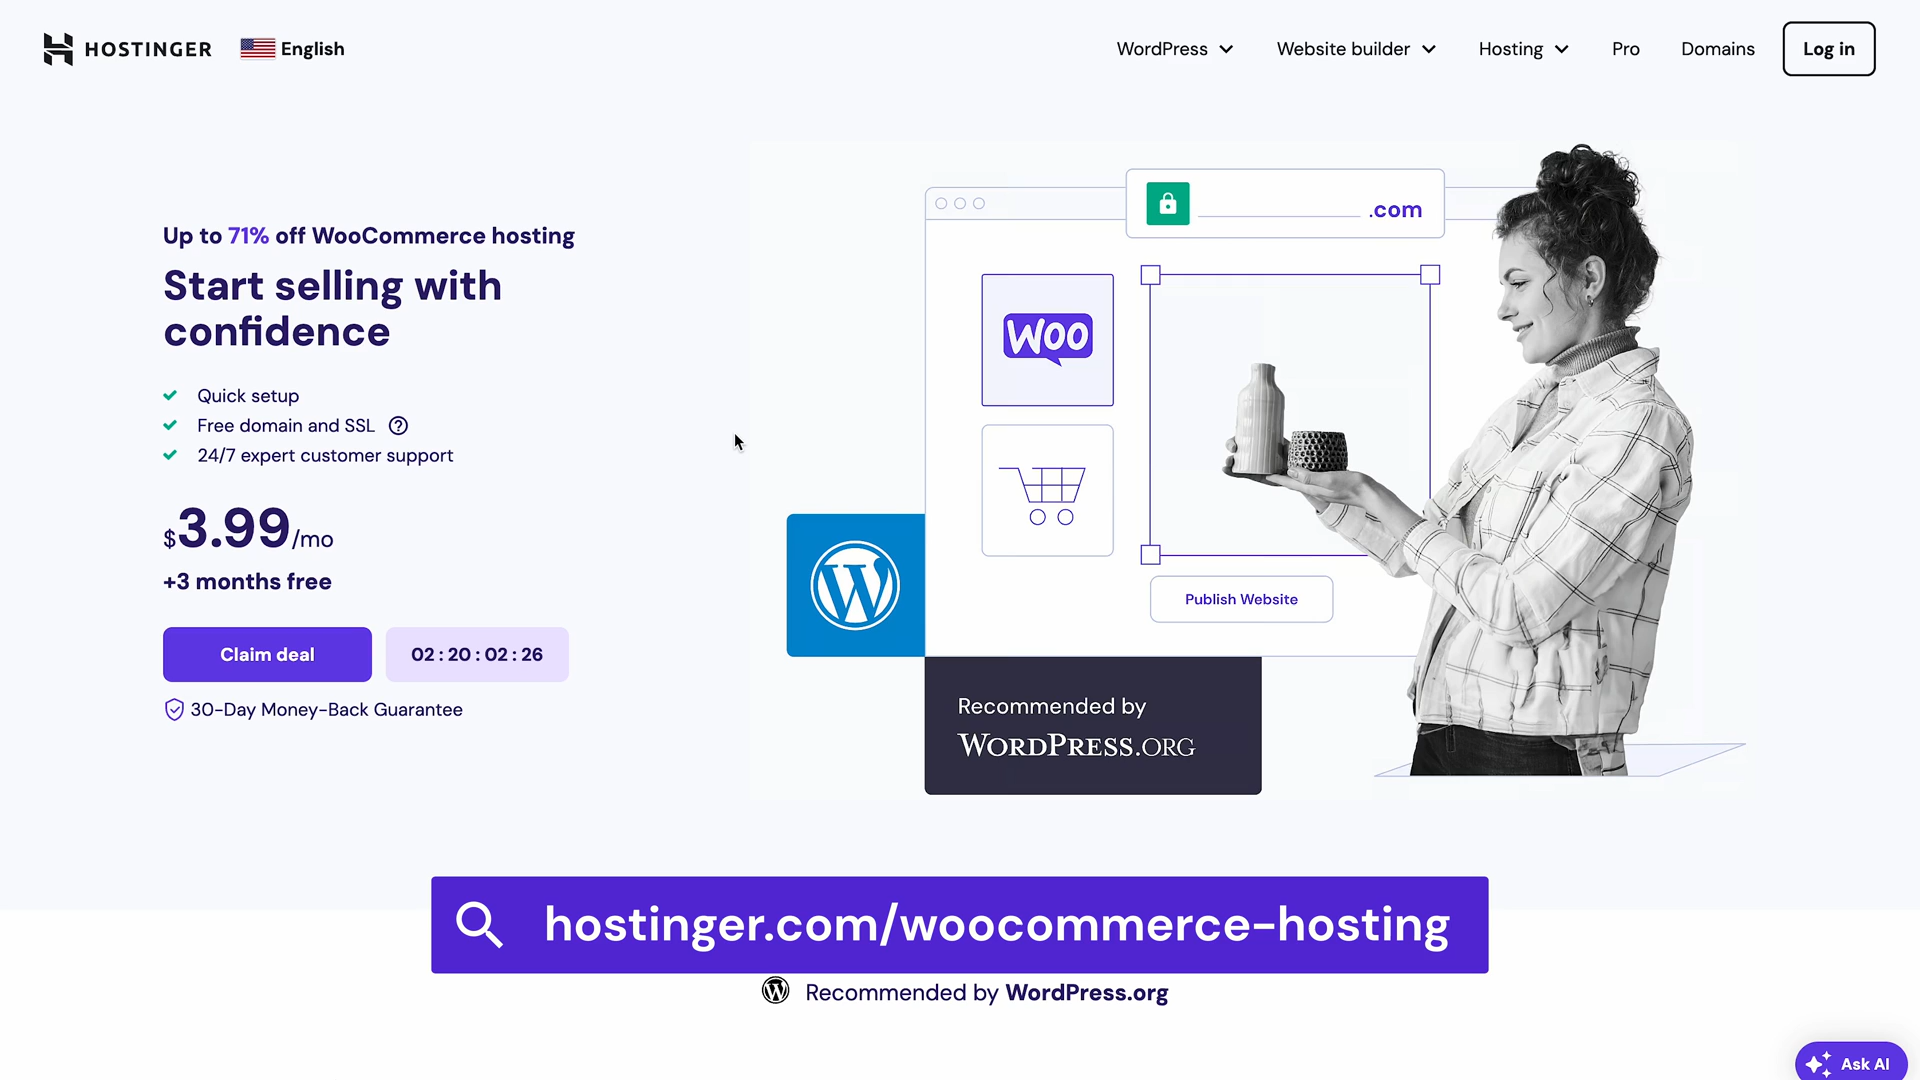 HOSTINGER
English
WordPress
Website builder
Hosting
Pro
Domains
Log in
Up to 71% off WooCommerce hosting
Start selling with
confidence
Quick setup
Free domain and SSL
24/7 expert customer support
$3.99/mo
+3 months free
Claim deal
02 : 20 : 02 : 26
30-Day Money-Back Guarantee
.com
WOO
Publish Website
Recommended by
WORDPRESS.ORG
hostinger.com/woocommerce-hosting
Recommended by WordPress.org
Ask AI